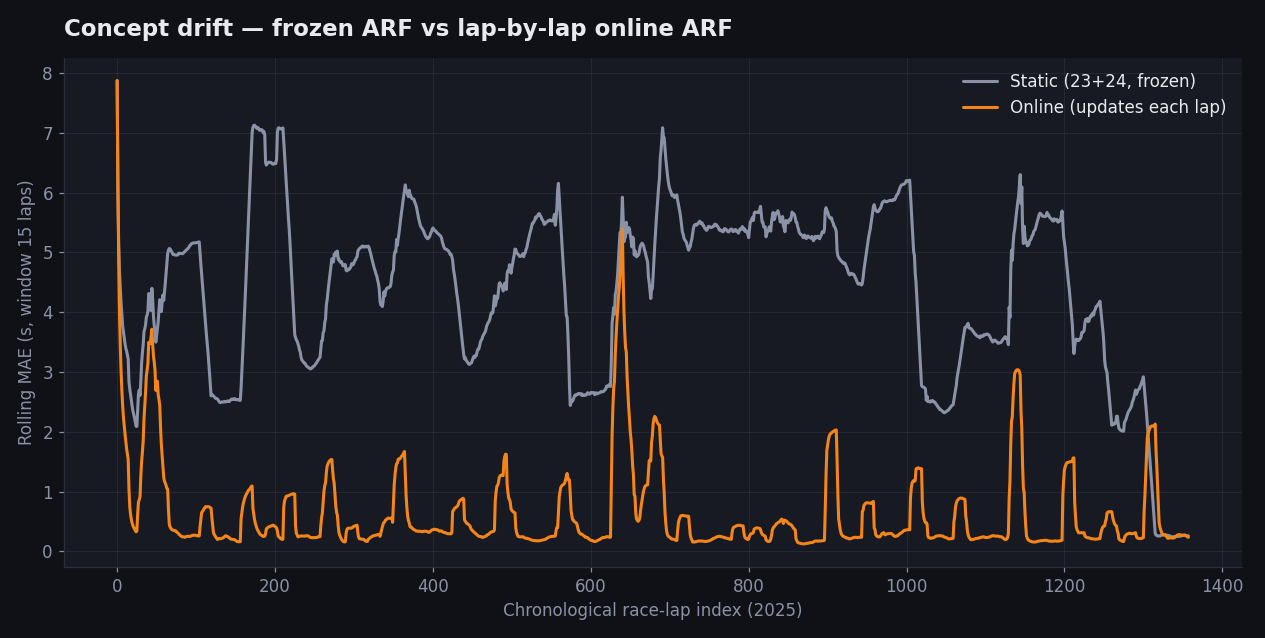 Concept drift — frozen ARF vs lap-by-lap online ARF
Static (23+24, frozen)
Online (updates each lap)
Rolling MAE (s, window 15 laps)
8
7
6
5
4
3
2
1
0
0 200 400 600 800 1000 1200 1400
Chronological race-lap index (2025)